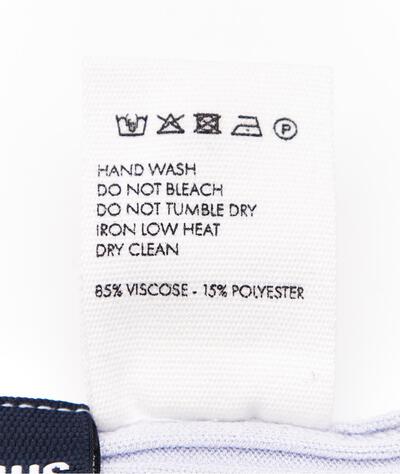 P
HAND WASH
DO NOT BLEACH
DO NOT TUMBLE DRY
IRON LOW HEAT
DRY CLEAN
85% VISCOSE - 15% POLYESTER